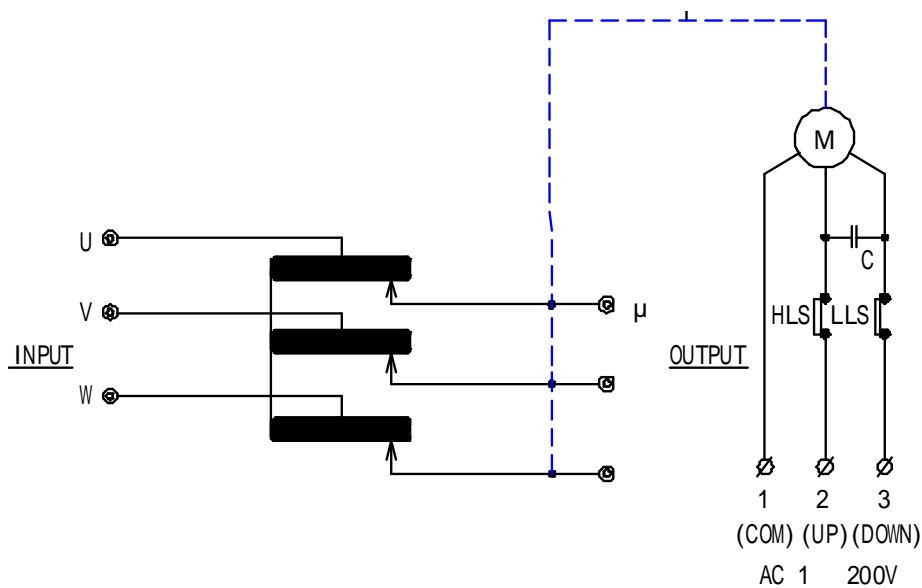 M
U
C
V
HLS LLS
μ
INPUT
OUTPUT
W
1 2 3
(COM) (UP) (DOWN)
AC 1 200V